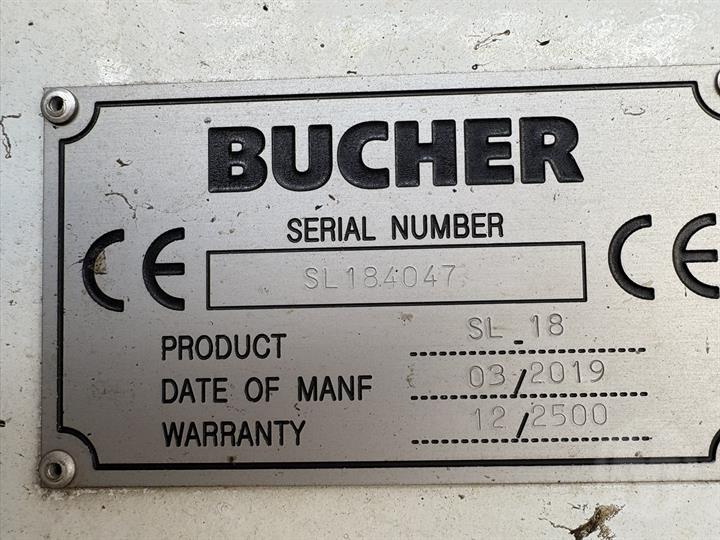 BUCHER
SERIAL NUMBER
CE SL184047 CE
PRODUCT SL_18
DATE OF MANF 03/2019
WARRANTY 12/2500